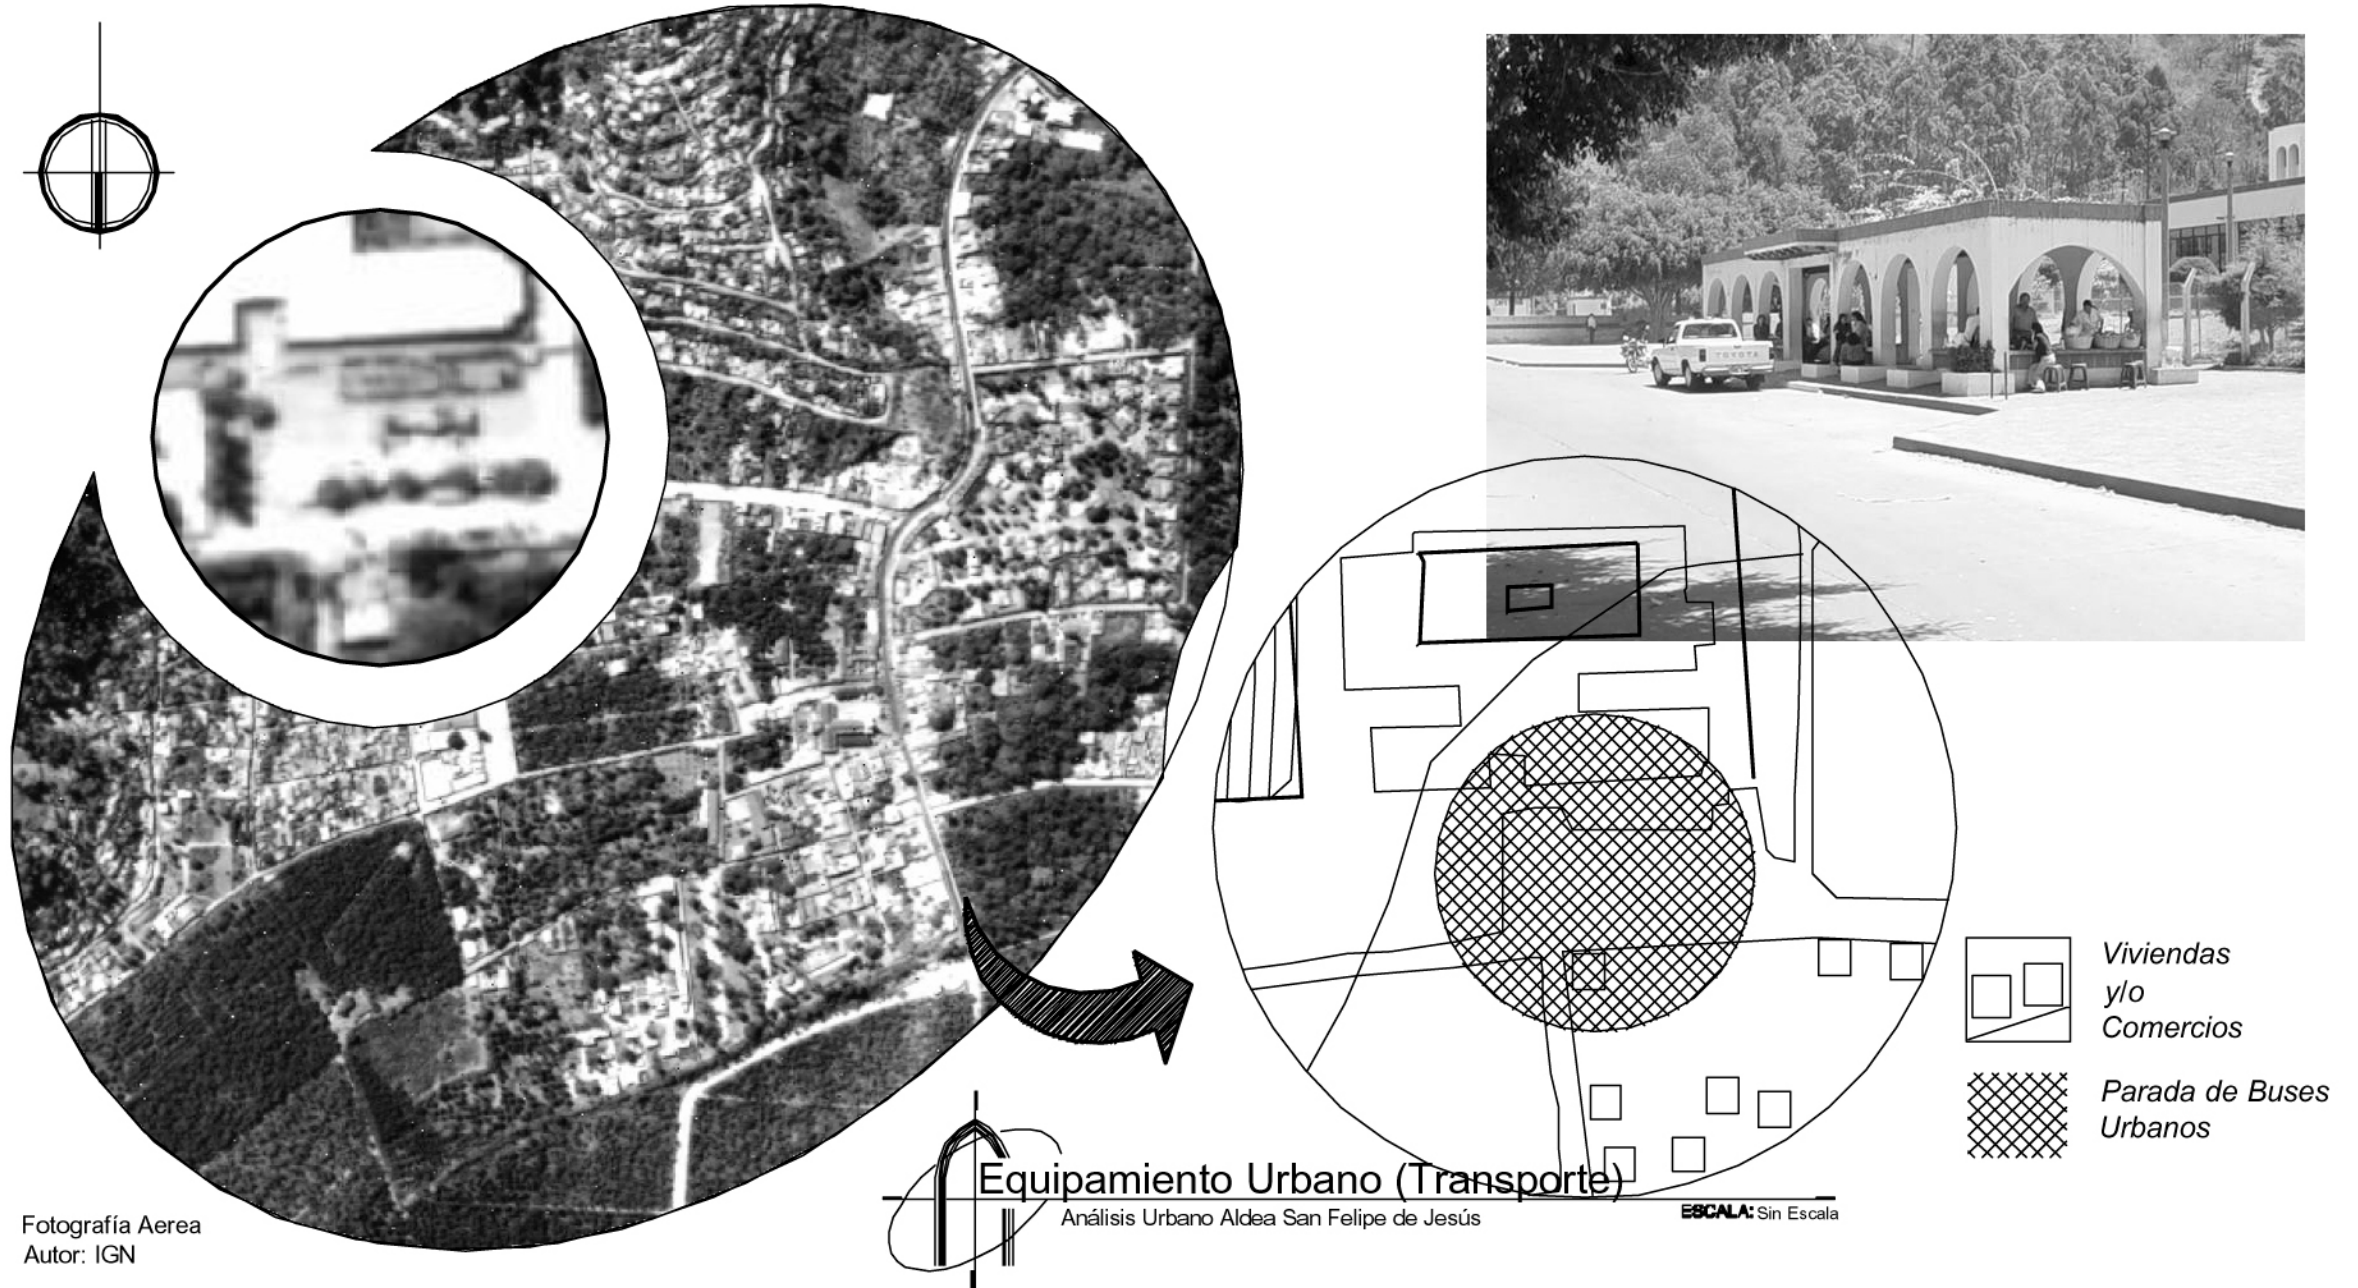 TOYOTA
Viviendas
y/o
Comercios
Parada de Buses
Urbanos
Equipamiento Urbano (Transporte)
Análisis Urbano Aldea San Felipe de Jesús
ESCALA: Sin Escala
Fotografía Aerea
Autor: IGN